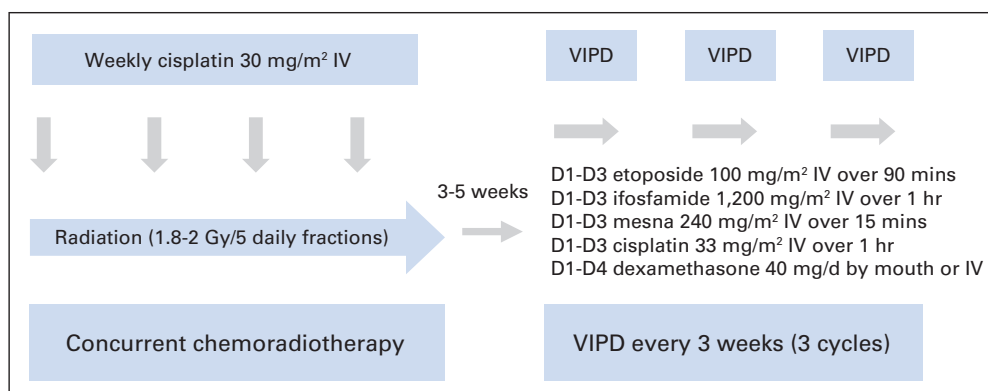 Weekly cisplatin 30 mg/m² IV
VIPD
VIPD
VIPD
3-5 weeks
Radiation (1.8-2 Gy/5 daily fractions)
D1-D3 etoposide 100 mg/m² IV over 90 mins
D1-D3 ifosfamide 1,200 mg/m² IV over 1 hr
D1-D3 mesna 240 mg/m² IV over 15 mins
D1-D3 cisplatin 33 mg/m² IV over 1 hr
D1-D4 dexamethasone 40 mg/d by mouth or IV
Concurrent chemoradiotherapy
VIPD every 3 weeks (3 cycles)